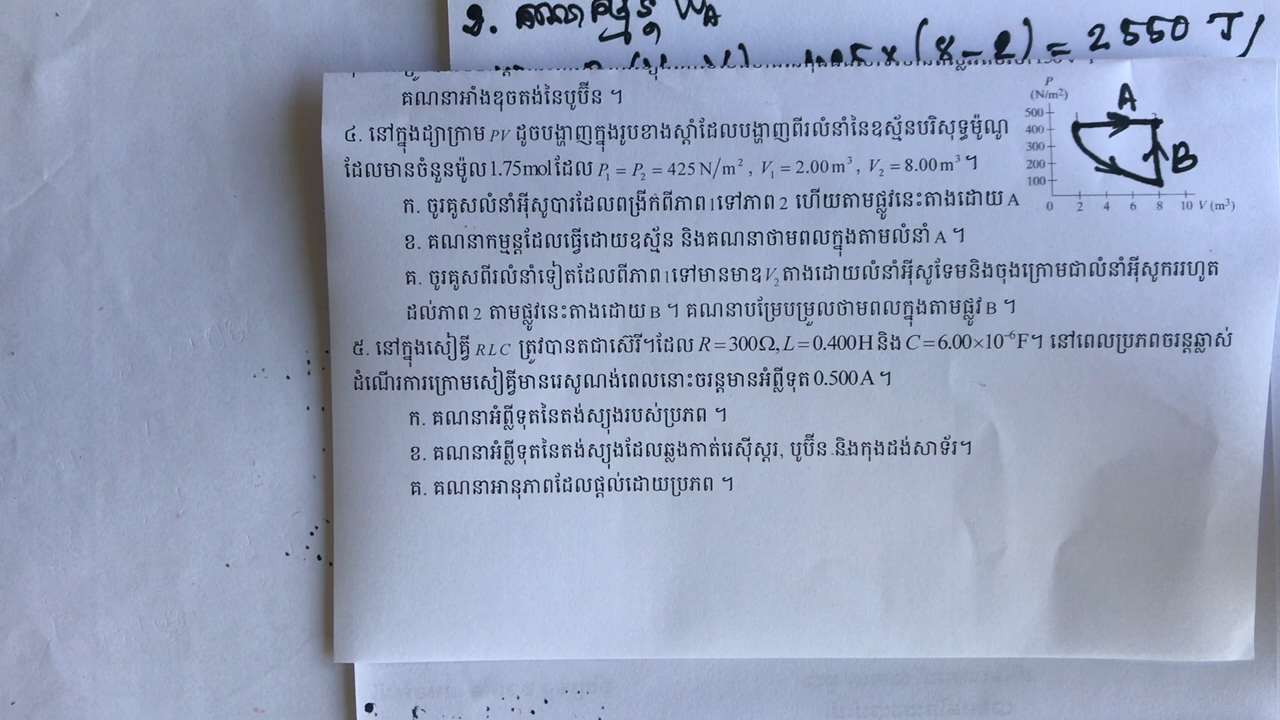 ខ. គណនាកម្មន្ត W_A
(8 − 2) = 2550 J
គណនាអាំងឌុចតង់នៃបូប៊ីន ។
៤. នៅក្នុងដ្យាក្រាម PV ដូចបង្ហាញក្នុងរូបខាងស្តាំដែលបង្ហាញពីរលំនាំនៃឧស្ម័នបរិសុទ្ធម៉ូណូ
ដែលមានចំនួនម៉ូល 1.75mol ដែល P₁ = P₂ = 425 N/m², V₁ = 2.00 m³, V₂ = 8.00 m³ ។
ក. ចូរគូសលំនាំអ៊ីសូបារដែលពង្រីកពីភាព 1 ទៅភាព 2 ហើយតាមផ្លូវនេះតាងដោយ A
ខ. គណនាកម្មន្តដែលធ្វើដោយឧស្ម័ន និងគណនាថាមពលក្នុងតាមលំនាំ A ។
គ. ចូរគូសពីរលំនាំទៀតដែលពីភាព 1 ទៅមានមាឌ V₂ តាងដោយលំនាំអ៊ីសូទែមនិងចុងក្រោមជាលំនាំអ៊ីសូកររហូត
ដល់ភាព 2 តាមផ្លូវនេះតាងដោយ B ។ គណនាបម្រែបម្រួលថាមពលក្នុងតាមផ្លូវ B ។
P
(N/m²)
500
400
300
200
100
0 2 4 6 8 10 V (m³)
A
B
៥. នៅក្នុងសៀគ្វី RLC ត្រូវបានតជាស៊េរី។ដែល R=300Ω, L=0.400H និង C=6.00×10⁻⁶F ។ នៅពេលប្រភពចរន្តឆ្លាស់
ដំណើរការក្រោមសៀគ្វីមានរេសូណង់ពេលនោះចរន្តមានអំព្លីទុត 0.500 A ។
ក. គណនាអំព្លីទុតនៃតង់ស្យុងរបស់ប្រភព ។
ខ. គណនាអំព្លីទុតនៃតង់ស្យុងដែលឆ្លងកាត់រេស៊ីស្តរ, បូប៊ីន និងកុងដង់សាទ័រ។
គ. គណនាអានុភាពដែលផ្តល់ដោយប្រភព ។